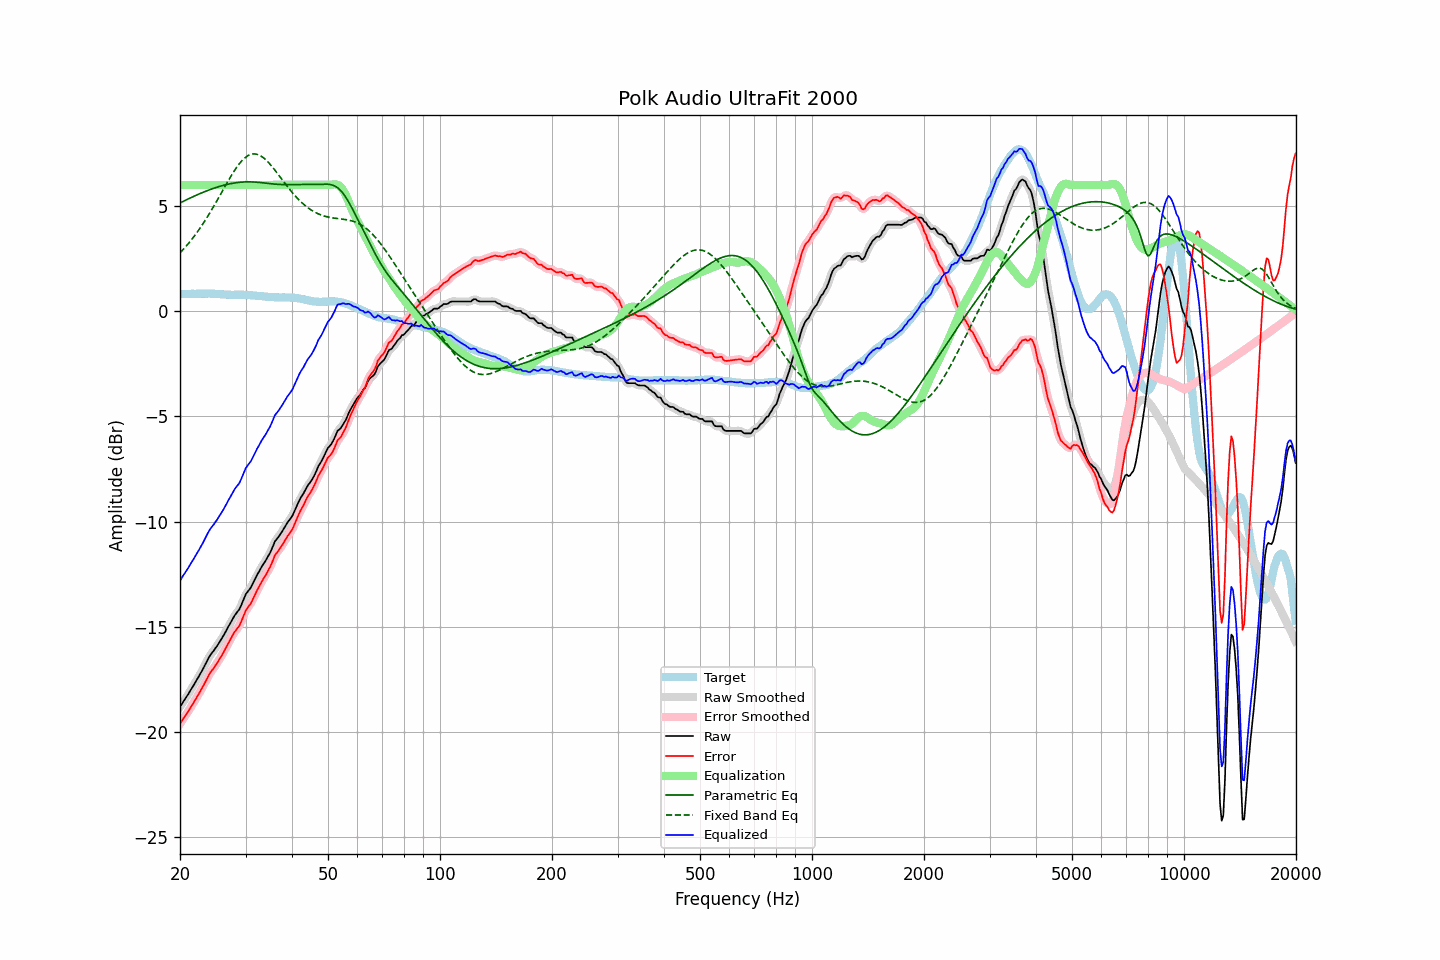 Polk Audio UltraFit 2000
Amplitude (dBr)
5
0
−5
−10
−15
−20
−25
Target
Raw Smoothed
Error Smoothed
Raw
Error
Equalization
Parametric Eq
Fixed Band Eq
Equalized
20 50 100 200 500 1000 2000 5000 10000 20000
Frequency (Hz)